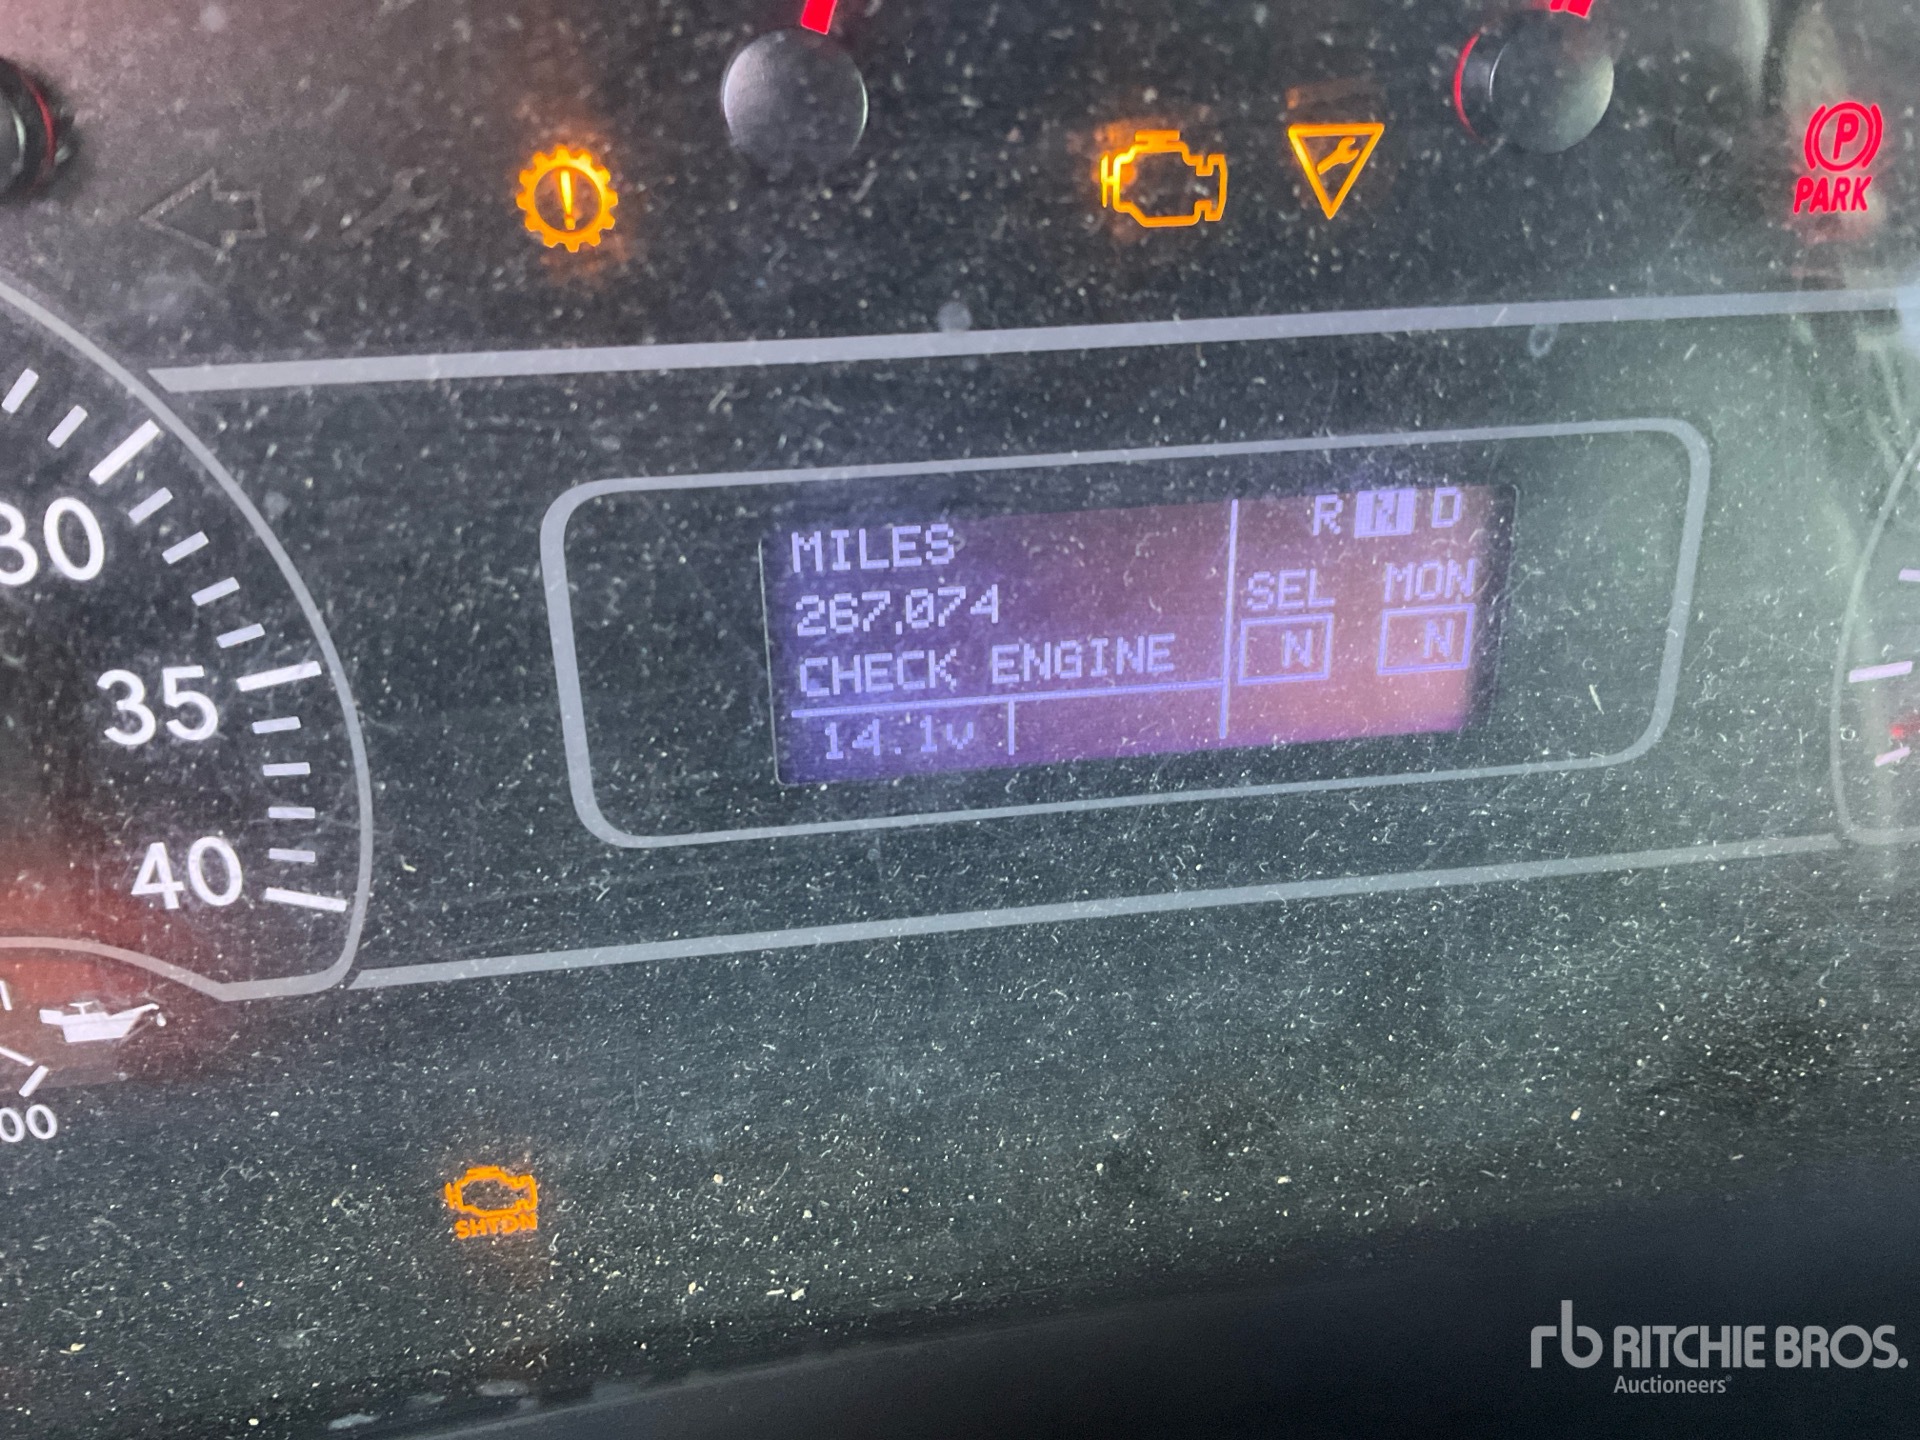 P
PARK
30
35
40
MILES
267,074
CHECK ENGINE
14.1v
R N D
SEL MON
N N
SHTDN
rb RITCHIE BROS.
Auctioneers